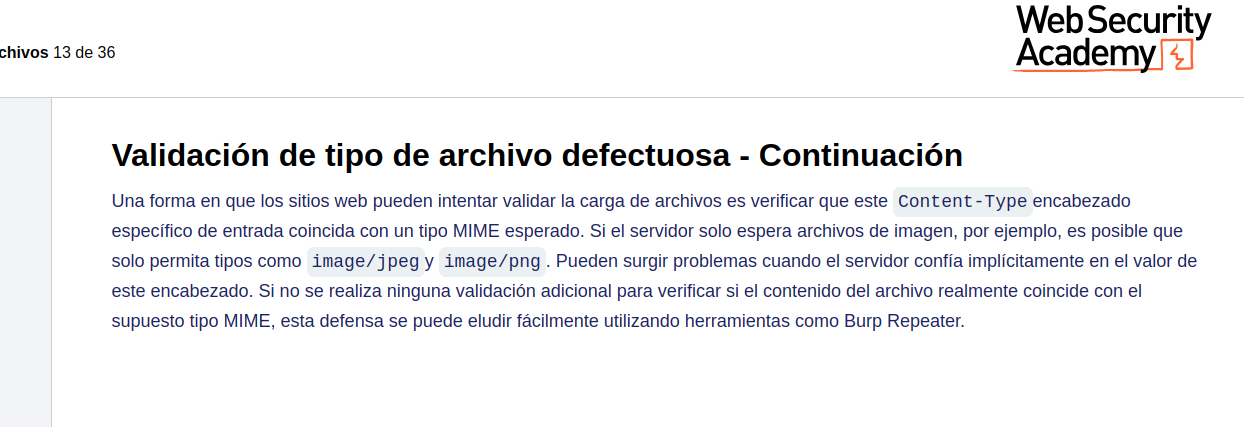 Web Security
Academy
chivos 13 de 36
Validación de tipo de archivo defectuosa - Continuación
Una forma en que los sitios web pueden intentar validar la carga de archivos es verificar que este Content-Type encabezado
específico de entrada coincida con un tipo MIME esperado. Si el servidor solo espera archivos de imagen, por ejemplo, es posible que
solo permita tipos como image/jpeg y image/png . Pueden surgir problemas cuando el servidor confía implícitamente en el valor de
este encabezado. Si no se realiza ninguna validación adicional para verificar si el contenido del archivo realmente coincide con el
supuesto tipo MIME, esta defensa se puede eludir fácilmente utilizando herramientas como Burp Repeater.